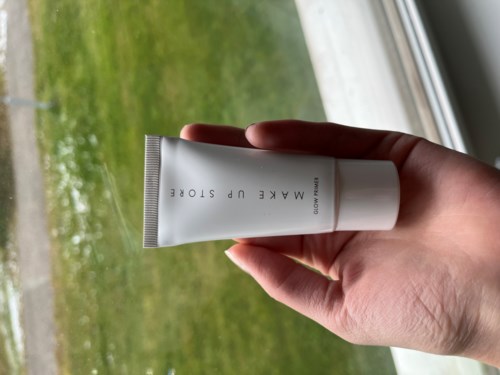 MAKE UP STORE
GLOW PRIMER